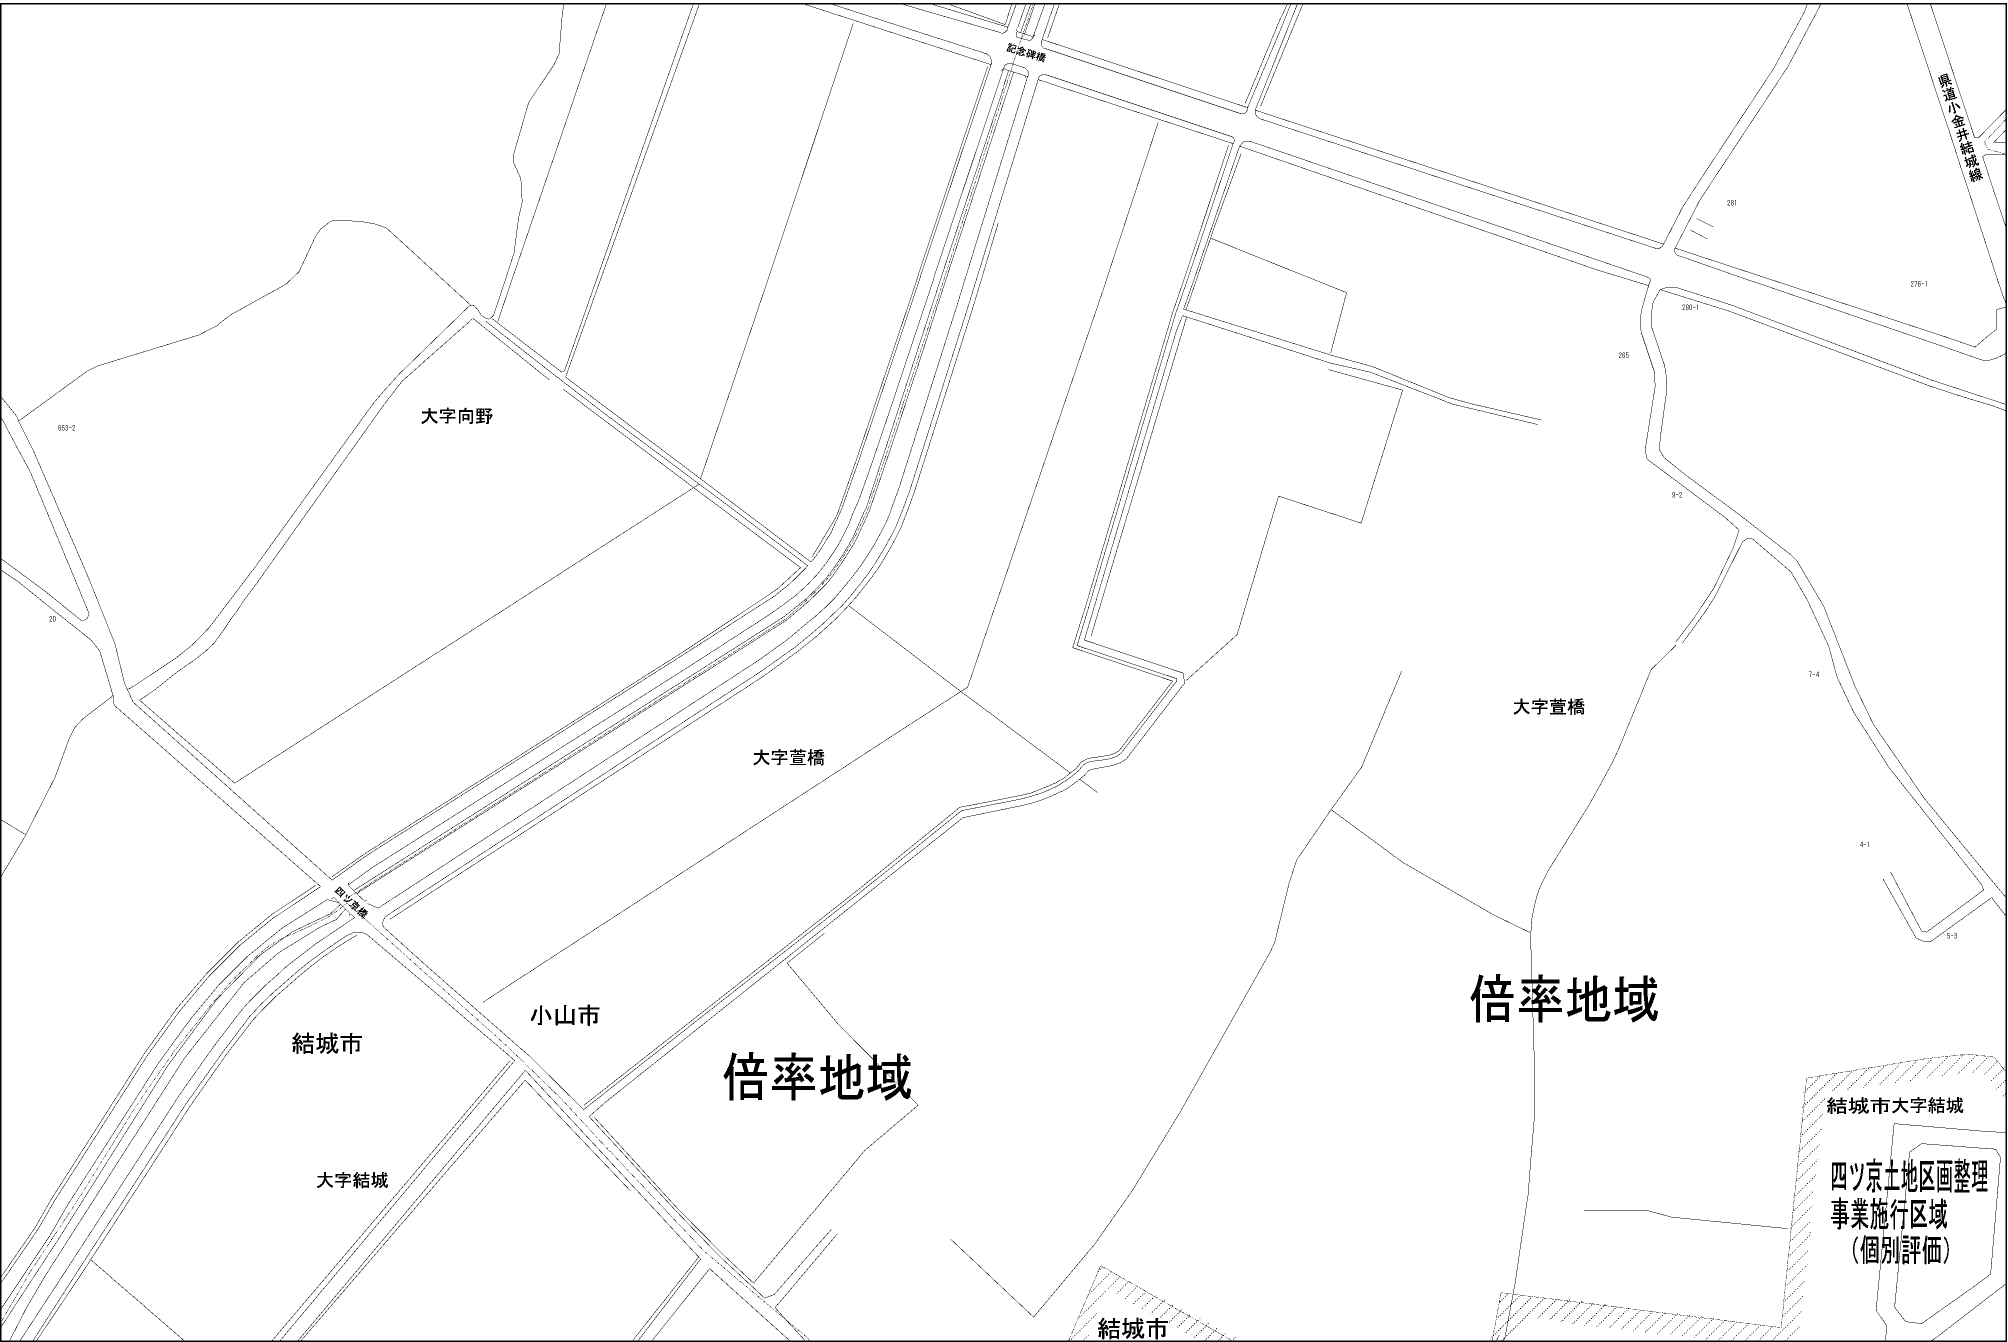 記念碑橋
県道小金井結城線
281
276-1
280-1
265
大字向野
653-2
9-2
20
7-4
大字萱橋
大字萱橋
4-1
四ツ京橋
5-3
倍率地域
小山市
結城市
倍率地域
結城市大字結城
大字結城
四ツ京土地区画整理
事業施行区域
（個別評価）
結城市